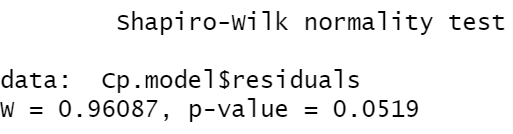 Shapiro-Wilk normality test
data:  Cp.model$residuals
W = 0.96087, p-value = 0.0519